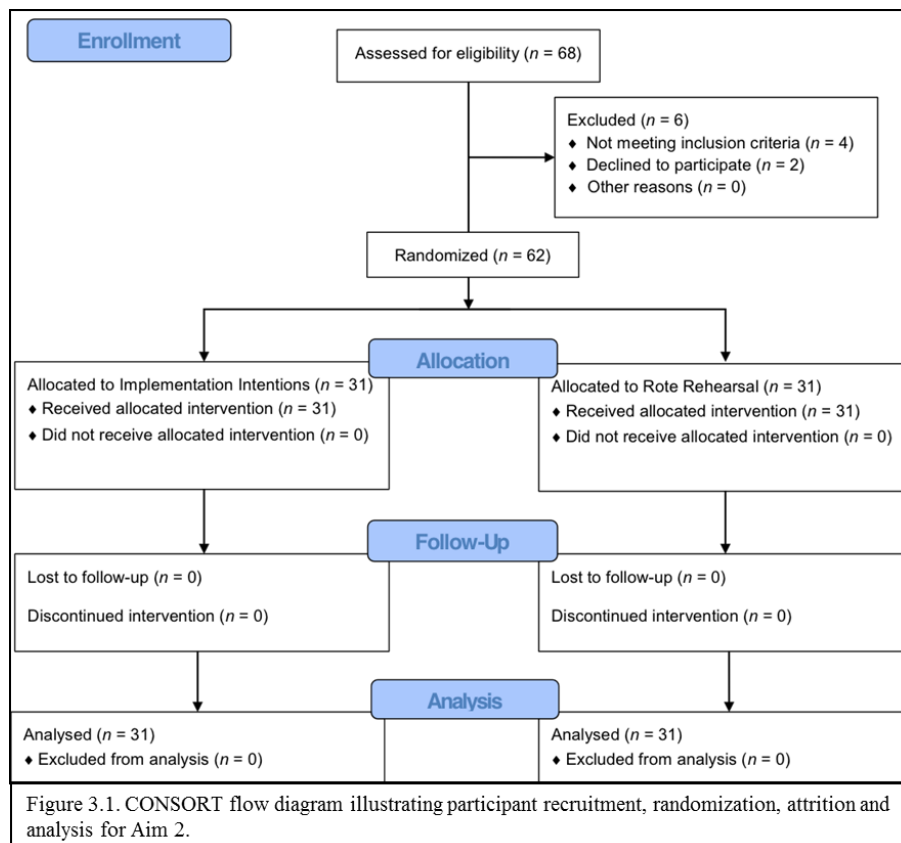 Enrollment
Assessed for eligibility (n = 68)
Excluded (n = 6)
♦ Not meeting inclusion criteria (n = 4)
♦ Declined to participate (n = 2)
♦ Other reasons (n = 0)
Randomized (n = 62)
Allocation
Allocated to Implementation Intentions (n = 31)
♦ Received allocated intervention (n = 31)
♦ Did not receive allocated intervention (n = 0)
Allocated to Rote Rehearsal (n = 31)
♦ Received allocated intervention (n = 31)
♦ Did not receive allocated intervention (n = 0)
Follow-Up
Lost to follow-up (n = 0)
Discontinued intervention (n = 0)
Lost to follow-up (n = 0)
Discontinued intervention (n = 0)
Analysis
Analysed (n = 31)
♦ Excluded from analysis (n = 0)
Analysed (n = 31)
♦ Excluded from analysis (n = 0)
Figure 3.1. CONSORT flow diagram illustrating participant recruitment, randomization, attrition and
analysis for Aim 2.